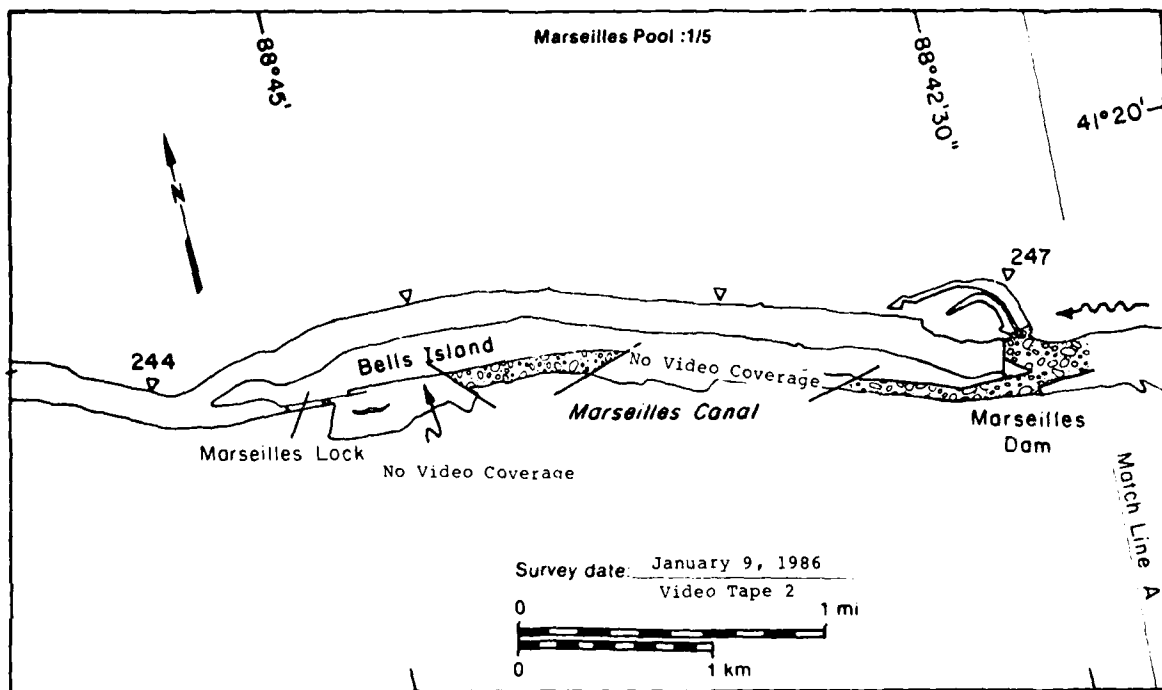 Marseilles Pool :1/5
88°45'
88°42'30"
41°20'
N
247
244
Bells Island
No Video Coverage
Marseilles Canal
Marseilles Lock
Marseilles
Dam
No Video Coverage
Match Line A
Survey date: January 9, 1986
Video Tape 2
0 1 mi
0 1 km